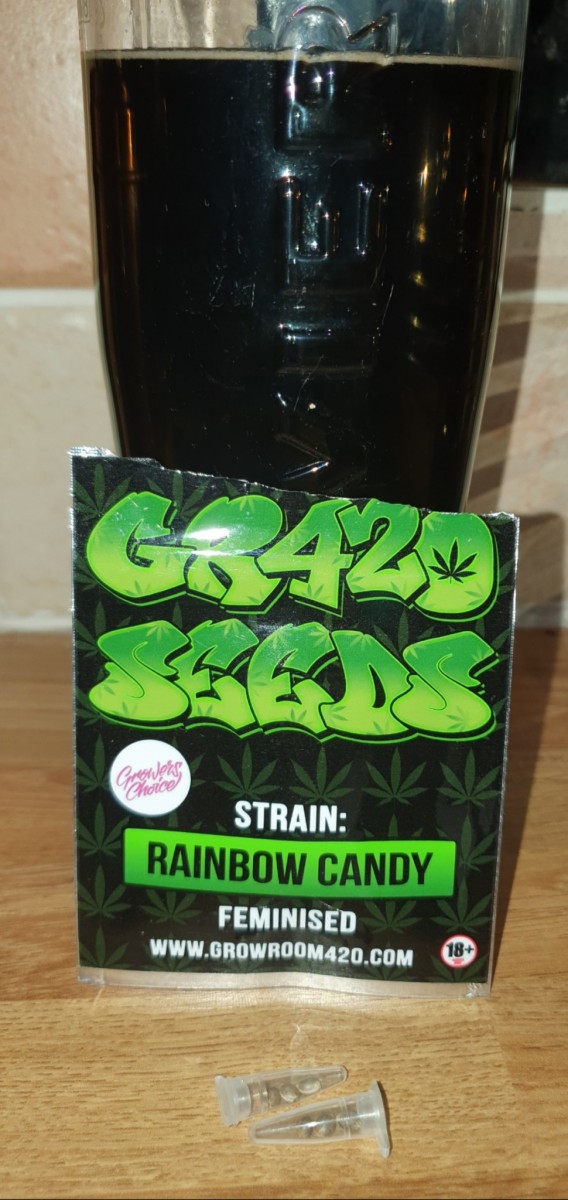 GR420
SEEDS
Growers
Choice
STRAIN:
RAINBOW CANDY
FEMINISED
WWW.GROWROOM420.COM
18+